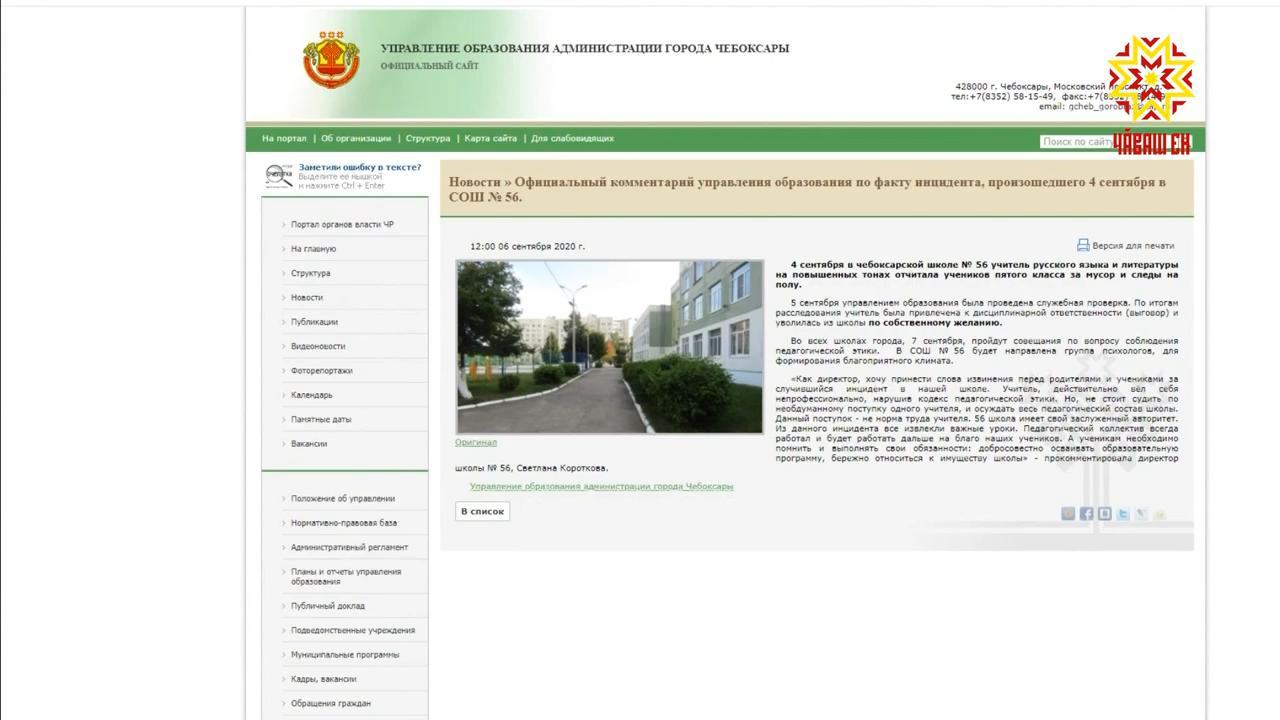 УПРАВЛЕНИЕ ОБРАЗОВАНИЯ АДМИНИСТРАЦИИ ГОРОДА ЧЕБОКСАРЫ
ОФИЦИАЛЬНЫЙ САЙТ
428000 г. Чебоксары, Московский
тел:+7(8352) 58-15-49, факс:+7(
email:
ЧӐВАШ ЕН
На портал | Об организации | Структура | Карта сайта | Для слабовидящих
Поиск по сайту
Заметили ошибку в тексте?
Выделите ее мышкой
и нажмите Ctrl + Enter
Портал органов власти ЧР
На главную
Структура
Новости
Публикации
Видеоновости
Фоторепортажи
Календарь
Памятные даты
Вакансии
Положение об управлении
Нормативно-правовая база
Административный регламент
Планы и отчеты управления
образования
Публичный доклад
Подведомственные учреждения
Муниципальные программы
Кадры, вакансии
Обращения граждан
Новости » Официальный комментарий управления образования по факту инцидента, произошедшего 4 сентября в
СОШ № 56.
12:00 06 сентября 2020 г.
Версия для печати
4 сентября в чебоксарской школе № 56 учитель русского языка и литературы
на повышенных тонах отчитала учеников пятого класса за мусор и следы на
полу.
5 сентября управлением образования была проведена служебная проверка. По итогам
расследования учитель была привлечена к дисциплинарной ответственности (выговор) и
уволилась из школы по собственному желанию.
Во всех школах города, 7 сентября, пройдут совещания по вопросу соблюдения
педагогической этики. В СОШ №56 будет направлена группа психологов, для
формирования благоприятного климата.
«Как директор, хочу принести слова извинения перед родителями и учениками за
случившийся инцидент в нашей школе. Учитель, действительно вёл себя
непрофессионально, нарушив кодекс педагогической этики. Но, не стоит судить по
необдуманному поступку одного учителя, и осуждать весь педагогический состав школы.
Данный поступок - не норма труда учителя. 56 школа имеет свой заслуженный авторитет.
Из данного инцидента все извлекли важные уроки. Педагогический коллектив всегда
работал и будет работать дальше на благо наших учеников. А ученикам необходимо
помнить и выполнять свои обязанности: добросовестно осваивать образовательную
программу, бережно относиться к имуществу школы» - прокомментировала директор
Оригинал
школы № 56, Светлана Короткова.
Управление образования администрации города Чебоксары
В список